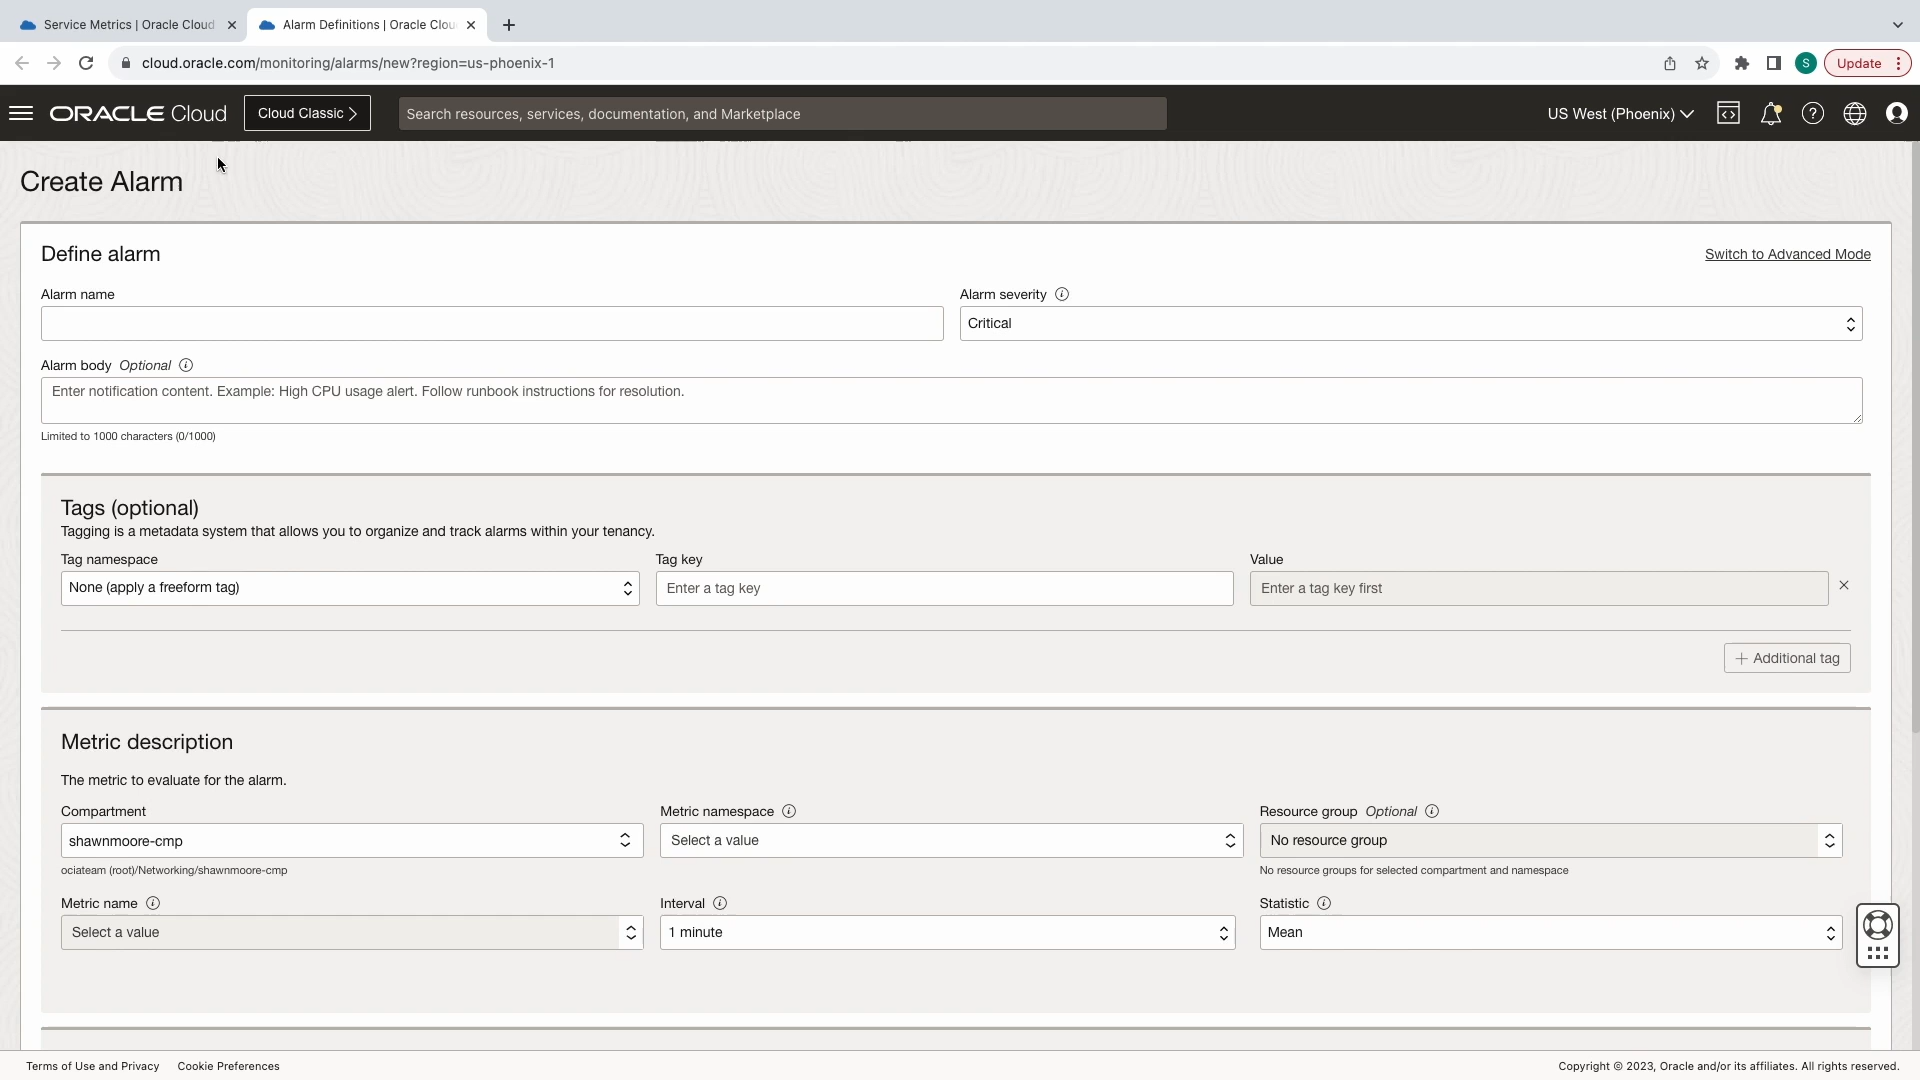 Service Metrics | Oracle Cloud
Alarm Definitions | Oracle Clou
cloud.oracle.com/monitoring/alarms/new?region=us-phoenix-1
S
Update
ORACLE Cloud
Cloud Classic
Search resources, services, documentation, and Marketplace
US West (Phoenix)
Create Alarm
Define alarm
Switch to Advanced Mode
Alarm name
Alarm severity
Critical
Alarm body Optional
Enter notification content. Example: High CPU usage alert. Follow runbook instructions for resolution.
Limited to 1000 characters (0/1000)
Tags (optional)
Tagging is a metadata system that allows you to organize and track alarms within your tenancy.
Tag namespace
Tag key
Value
None (apply a freeform tag)
Enter a tag key
Enter a tag key first
+ Additional tag
Metric description
The metric to evaluate for the alarm.
Compartment
Metric namespace
Resource group Optional
shawnmoore-cmp
Select a value
No resource group
ociateam (root)/Networking/shawnmoore-cmp
No resource groups for selected compartment and namespace
Metric name
Interval
Statistic
Select a value
1 minute
Mean
Terms of Use and Privacy
Cookie Preferences
Copyright © 2023, Oracle and/or its affiliates. All rights reserved.